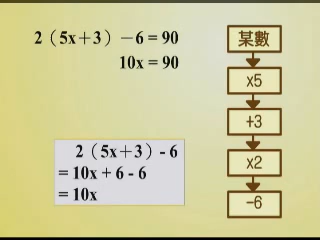 2（5x＋3）－6 = 90
10x = 90
2（5x＋3）- 6
= 10x + 6 - 6
= 10x
某數
x5
+3
x2
-6